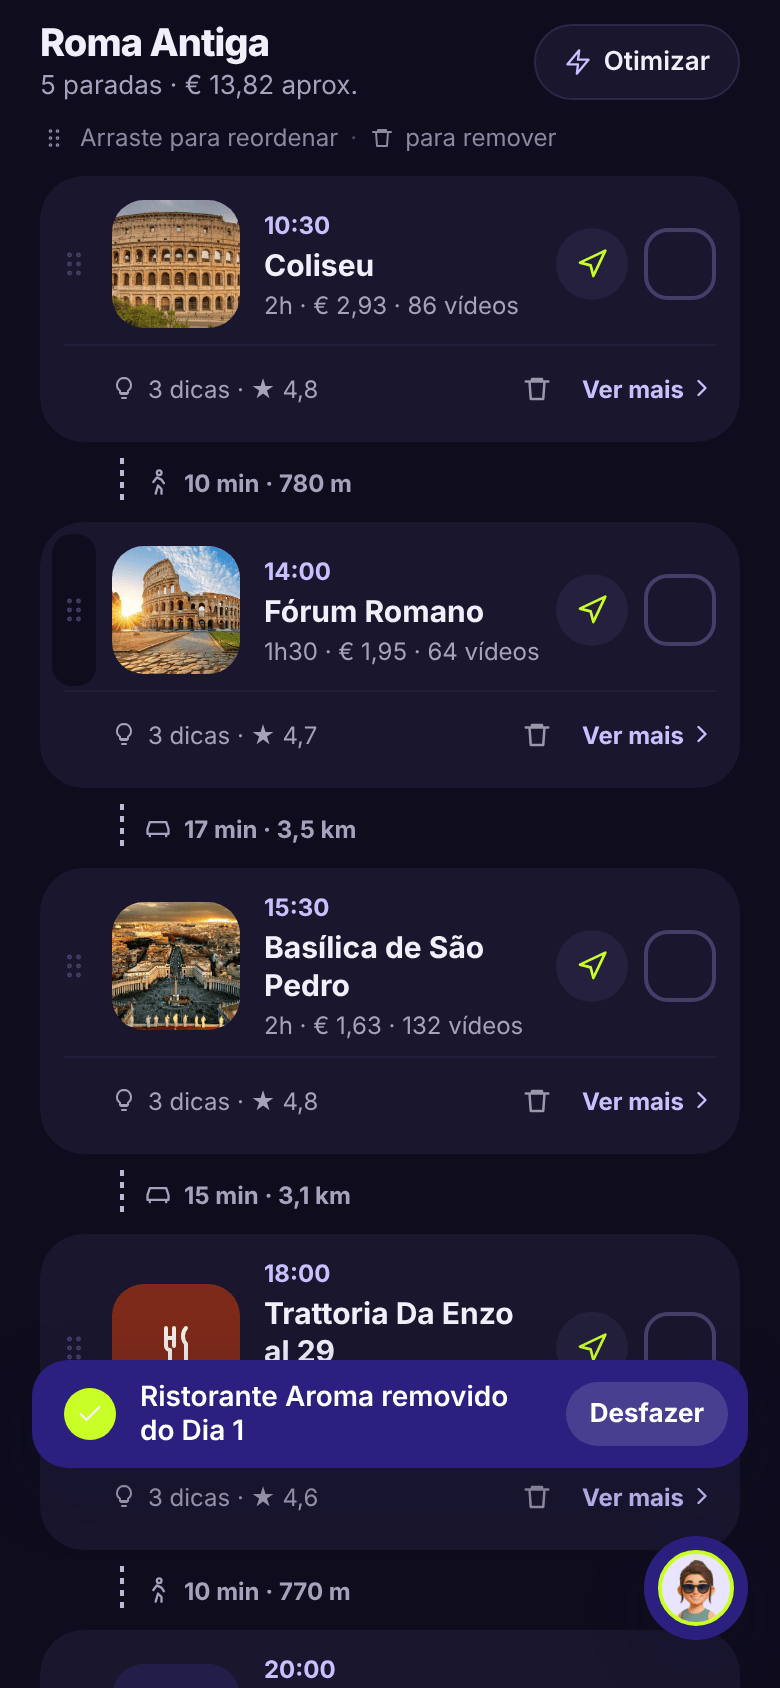 Roma Antiga
5 paradas · € 13,82 aprox.
Otimizar
Arraste para reordenar · para remover
10:30
Coliseu
2h · € 2,93 · 86 vídeos
3 dicas · ★ 4,8
Ver mais
10 min · 780 m
14:00
Fórum Romano
1h30 · € 1,95 · 64 vídeos
3 dicas · ★ 4,7
Ver mais
17 min · 3,5 km
15:30
Basílica de São
Pedro
2h · € 1,63 · 132 vídeos
3 dicas · ★ 4,8
Ver mais
15 min · 3,1 km
18:00
Trattoria Da Enzo
al 29
Ristorante Aroma removido
do Dia 1
Desfazer
3 dicas · ★ 4,6
Ver mais
10 min · 770 m
20:00